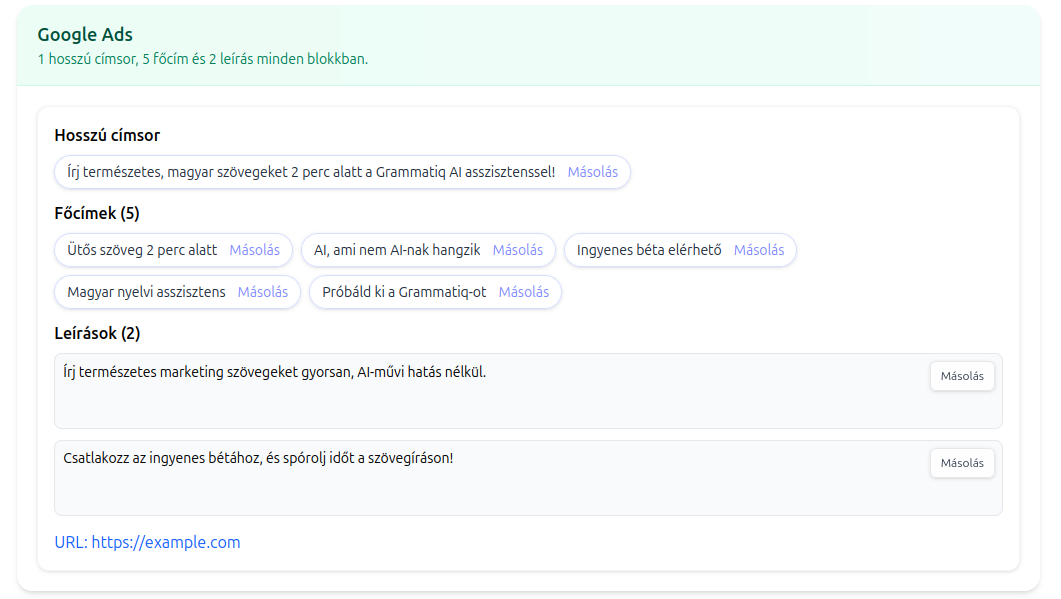 Google Ads
1 hosszú címsor, 5 főcím és 2 leírás minden blokkban.
Hosszú címsor
Írj természetes, magyar szövegeket 2 perc alatt a Grammatiq AI asszisztenssel! Másolás
Főcímek (5)
Ütős szöveg 2 perc alatt Másolás AI, ami nem AI-nak hangzik Másolás Ingyenes béta elérhető Másolás
Magyar nyelvi asszisztens Másolás Próbáld ki a Grammatiq-ot Másolás
Leírások (2)
Írj természetes marketing szövegeket gyorsan, AI-művi hatás nélkül. Másolás
Csatlakozz az ingyenes bétához, és spórolj időt a szövegíráson! Másolás
URL: https://example.com